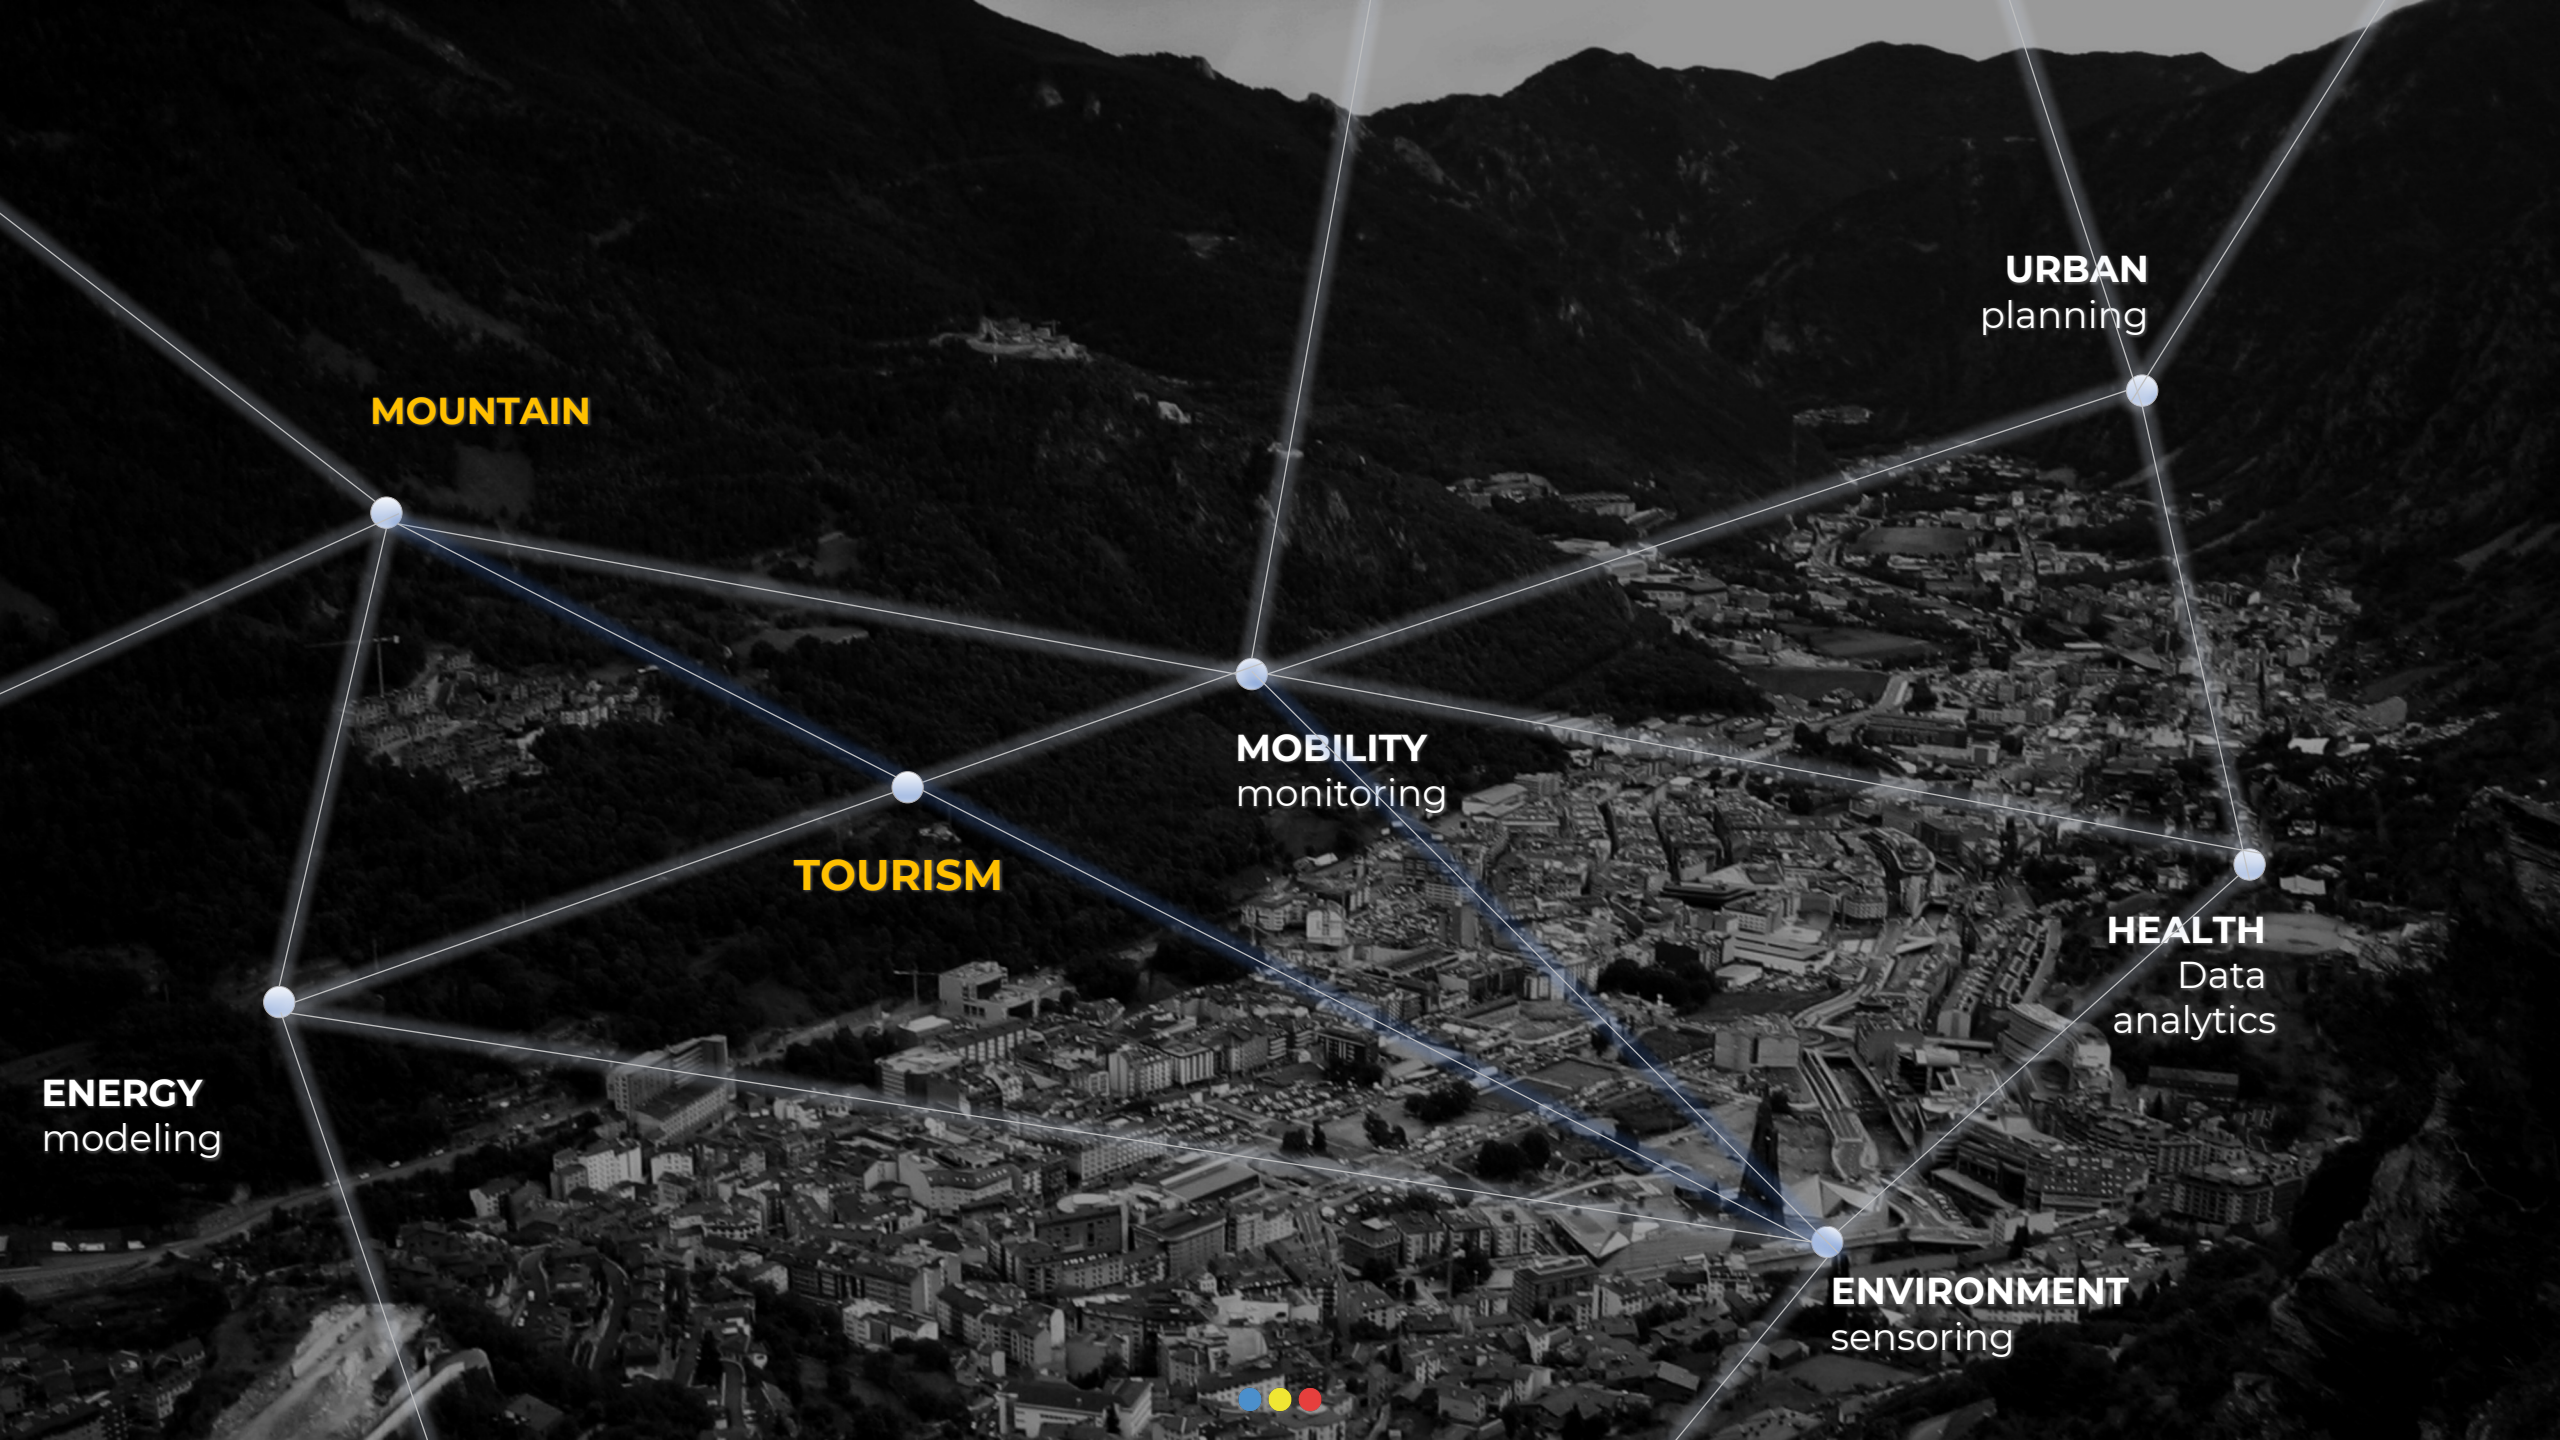 URBAN
planning
MOUNTAIN
MOBILITY
monitoring
TOURISM
HEALTH
Data
analytics
ENERGY
modeling
ENVIRONMENT
sensoring